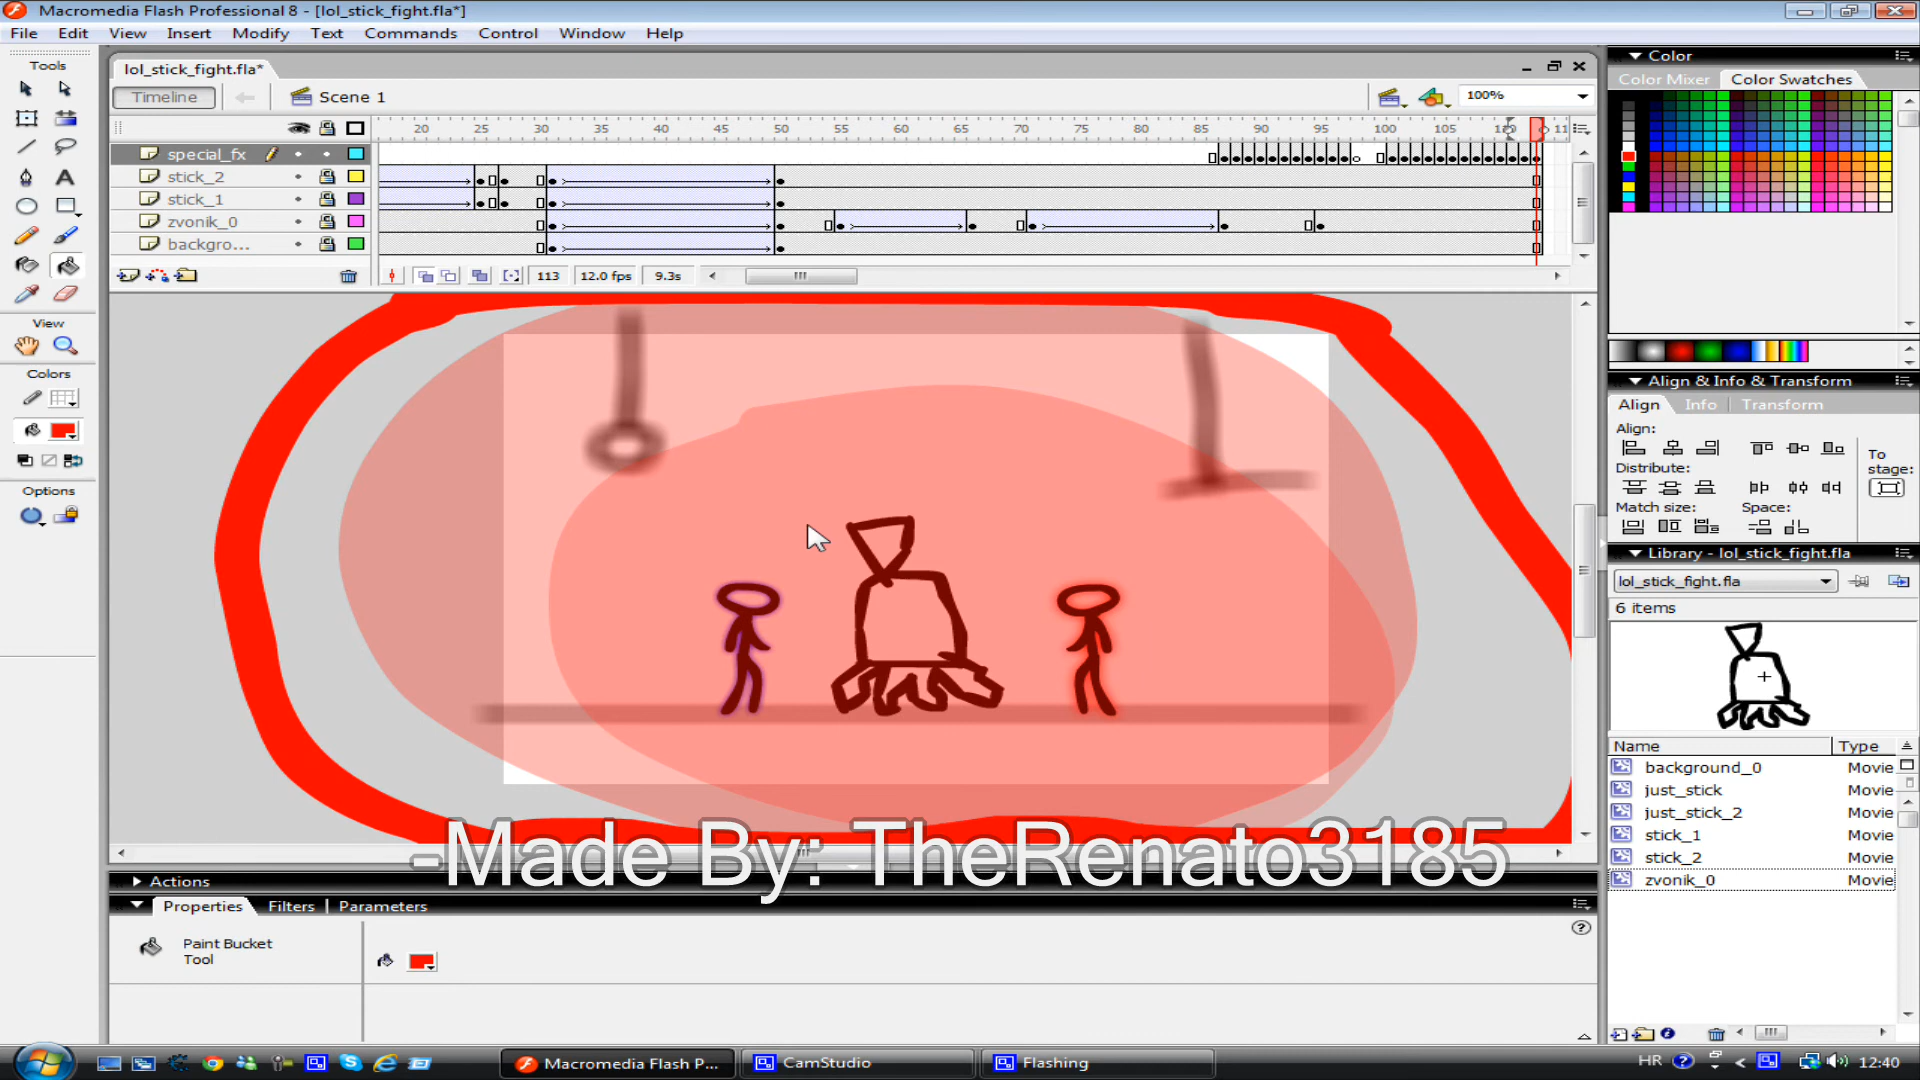 Macromedia Flash Professional 8 - [lol_stick_fight.fla*]
File Edit View Insert Modify Text Commands Control Window Help
Tools
View
Colors
Options
lol_stick_fight.fla*
Timeline
Scene 1
100%
20 25 30 35 40 45 50 55 60 65 70 75 80 85 90 95 100 105
special_fx
stick_2
stick_1
zvonik_0
backgro...
113 12.0 fps 9.3s
-Made By: TheRenato3185
Actions
Properties Filters Parameters
Paint Bucket
Tool
Color
Color Mixer Color Swatches
Align & Info & Transform
Align Info Transform
Align:
Distribute:
Match size: Space:
To
stage:
Library - lol_stick_fight.fla
lol_stick_fight.fla
6 items
Name Type
background_0 Movie
just_stick Movie
just_stick_2 Movie
stick_1 Movie
stick_2 Movie
zvonik_0 Movie
Macromedia Flash P...
CamStudio
Flashing
HR
12:40